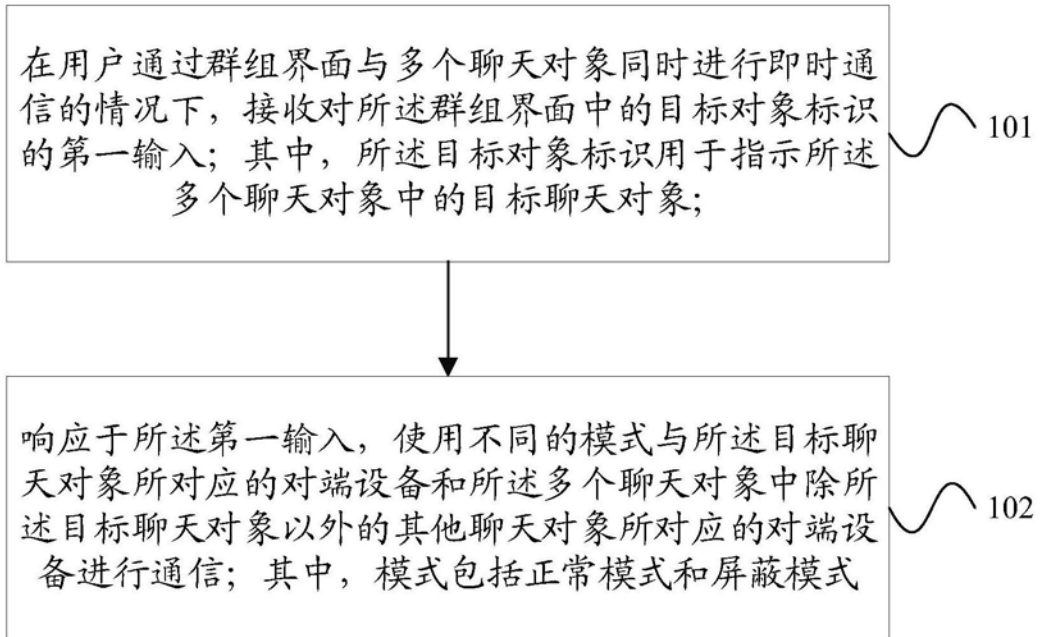 在用户通过群组界面与多个聊天对象同时进行即时通
信的情况下，接收对所述群组界面中的目标对象标识
的第一输入；其中，所述目标对象标识用于指示所述
多个聊天对象中的目标聊天对象；
101
响应于所述第一输入，使用不同的模式与所述目标聊
天对象所对应的对端设备和所述多个聊天对象中除所
述目标聊天对象以外的其他聊天对象所对应的对端设
备进行通信；其中，模式包括正常模式和屏蔽模式
102